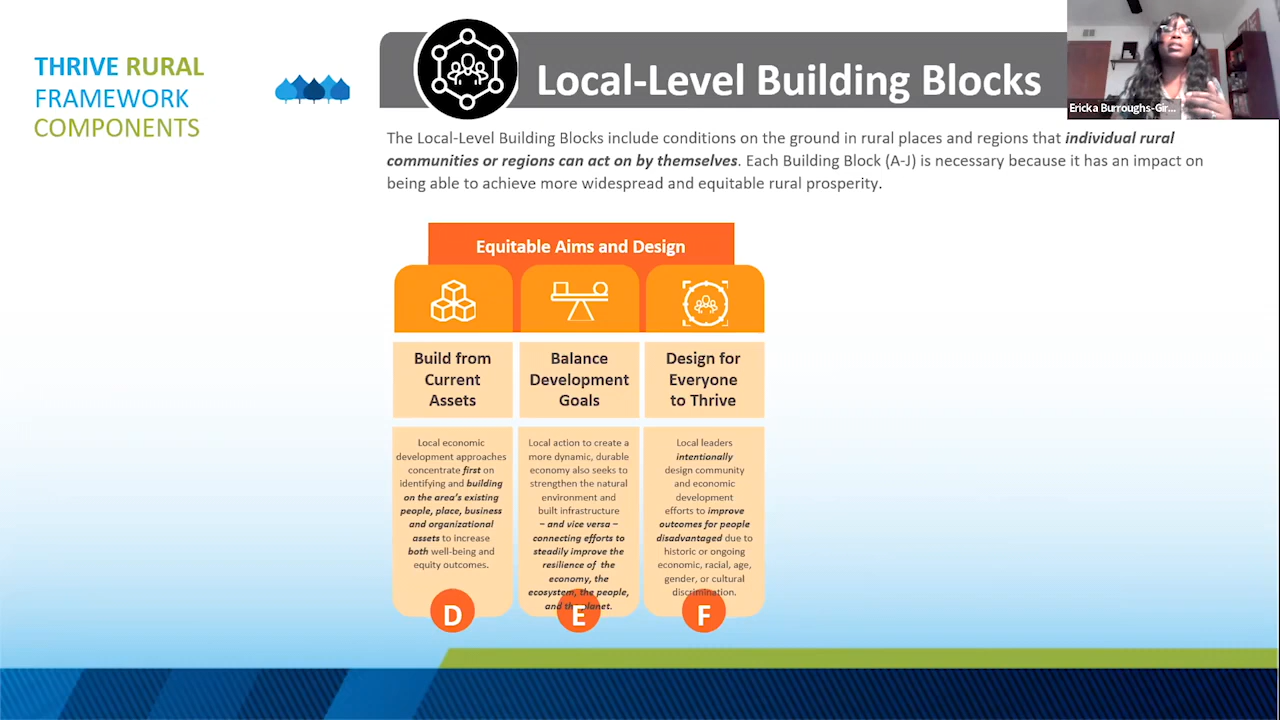 THRIVE RURAL
FRAMEWORK
COMPONENTS
Local-Level Building Blocks
Ericka Burroughs-Gir...
The Local-Level Building Blocks include conditions on the ground in rural places and regions that individual rural
communities or regions can act on by themselves. Each Building Block (A-J) is necessary because it has an impact on
being able to achieve more widespread and equitable rural prosperity.
Equitable Aims and Design
Build from
Current
Assets
Local economic
development approaches
concentrate first on
identifying and building
on the area's existing
people, place, business
and organizational
assets to increase
both well-being and
equity outcomes.
D
Balance
Development
Goals
Local action to create a
more dynamic, durable
economy also seeks to
strengthen the natural
environment and
built infrastructure
– and vice versa –
connecting efforts to
steadily improve the
resilience of the
economy, the
ecosystem, the people,
and the planet.
E
Design for
Everyone
to Thrive
Local leaders
intentionally
design community
and economic
development
efforts to improve
outcomes for people
disadvantaged due to
historic or ongoing
economic, racial, age,
gender, or cultural
discrimination.
F